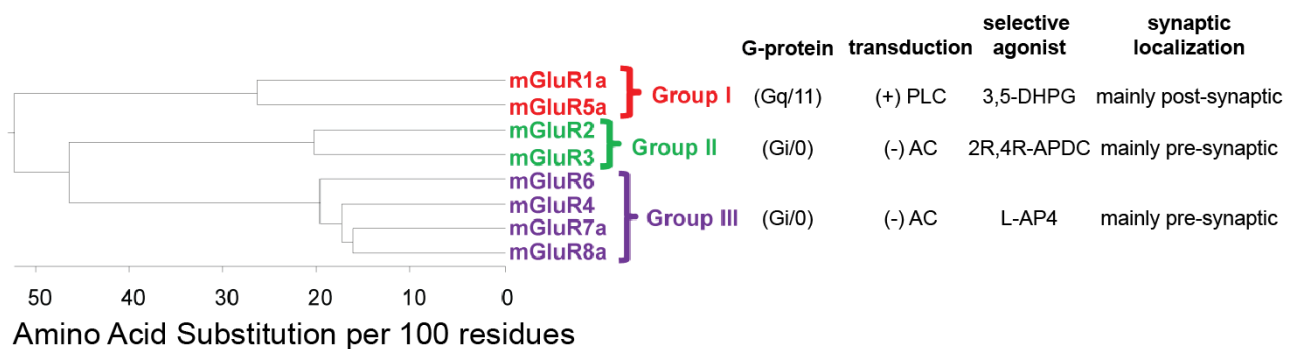 selective synaptic
G-protein transduction agonist localization
mGluR1a
mGluR5a
Group I (Gq/11) (+) PLC 3,5-DHPG mainly post-synaptic
mGluR2
mGluR3
Group II (Gi/0) (-) AC 2R,4R-APDC mainly pre-synaptic
mGluR6
mGluR4
mGluR7a
mGluR8a
Group III (Gi/0) (-) AC L-AP4 mainly pre-synaptic
50 40 30 20 10 0
Amino Acid Substitution per 100 residues